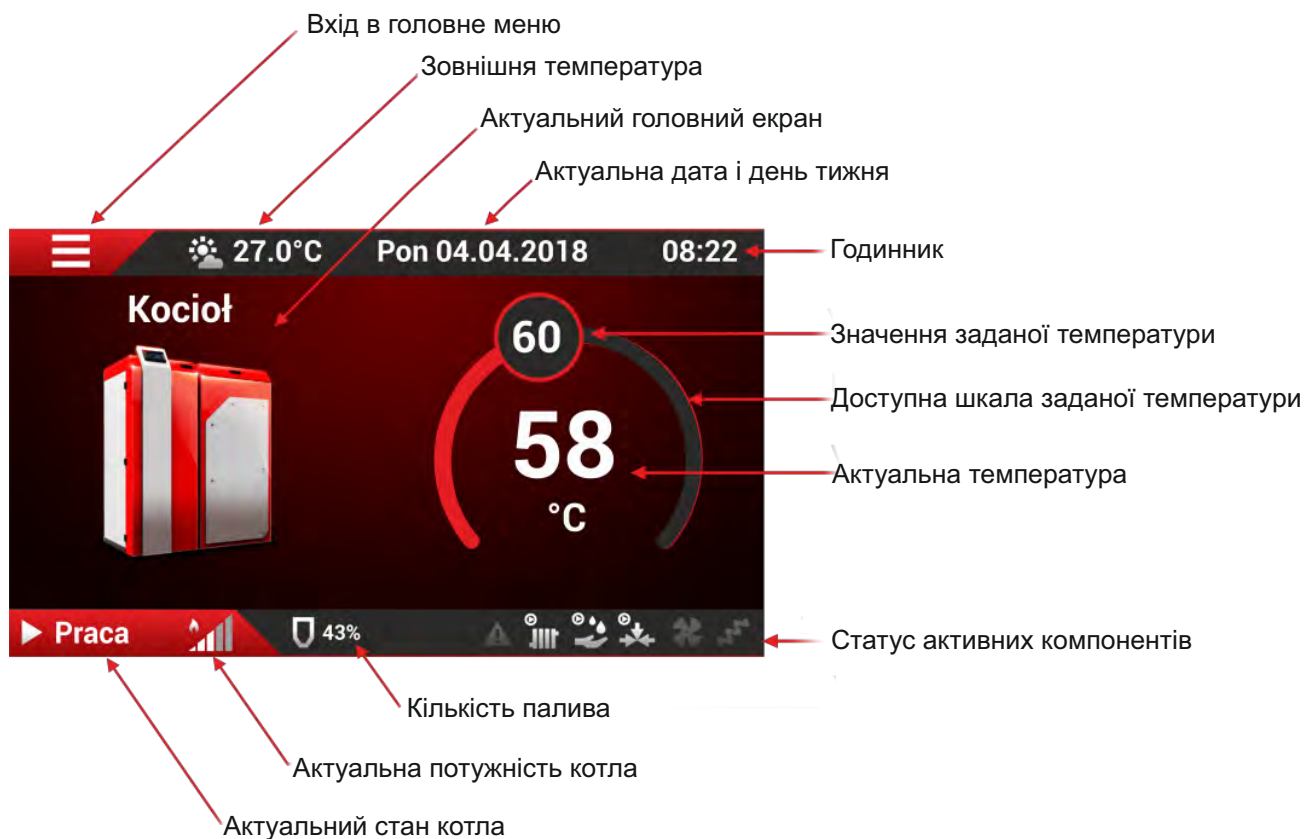 Вхід в головне меню
Зовнішня температура
Актуальний головний екран
Актуальна дата і день тижня
27.0°C Pon 04.04.2018 08:22
Годинник
Kocioł
60
Значення заданої температури
Доступна шкала заданої температури
58
°C
Актуальна температура
Praca 43%
Статус активних компонентів
Кількість палива
Актуальна потужність котла
Актуальний стан котла